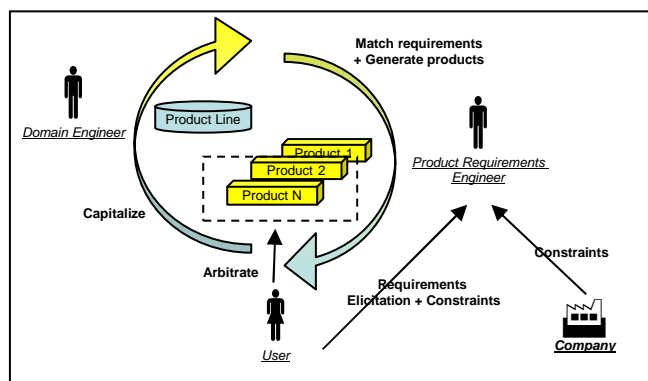 Match requirements
+ Generate products
Domain Engineer
Product Line
Product 1
Product 2
Product N
Product Requirements
Engineer
Capitalize
Arbitrate
Constraints
Requirements
Elicitation + Constraints
User
Company